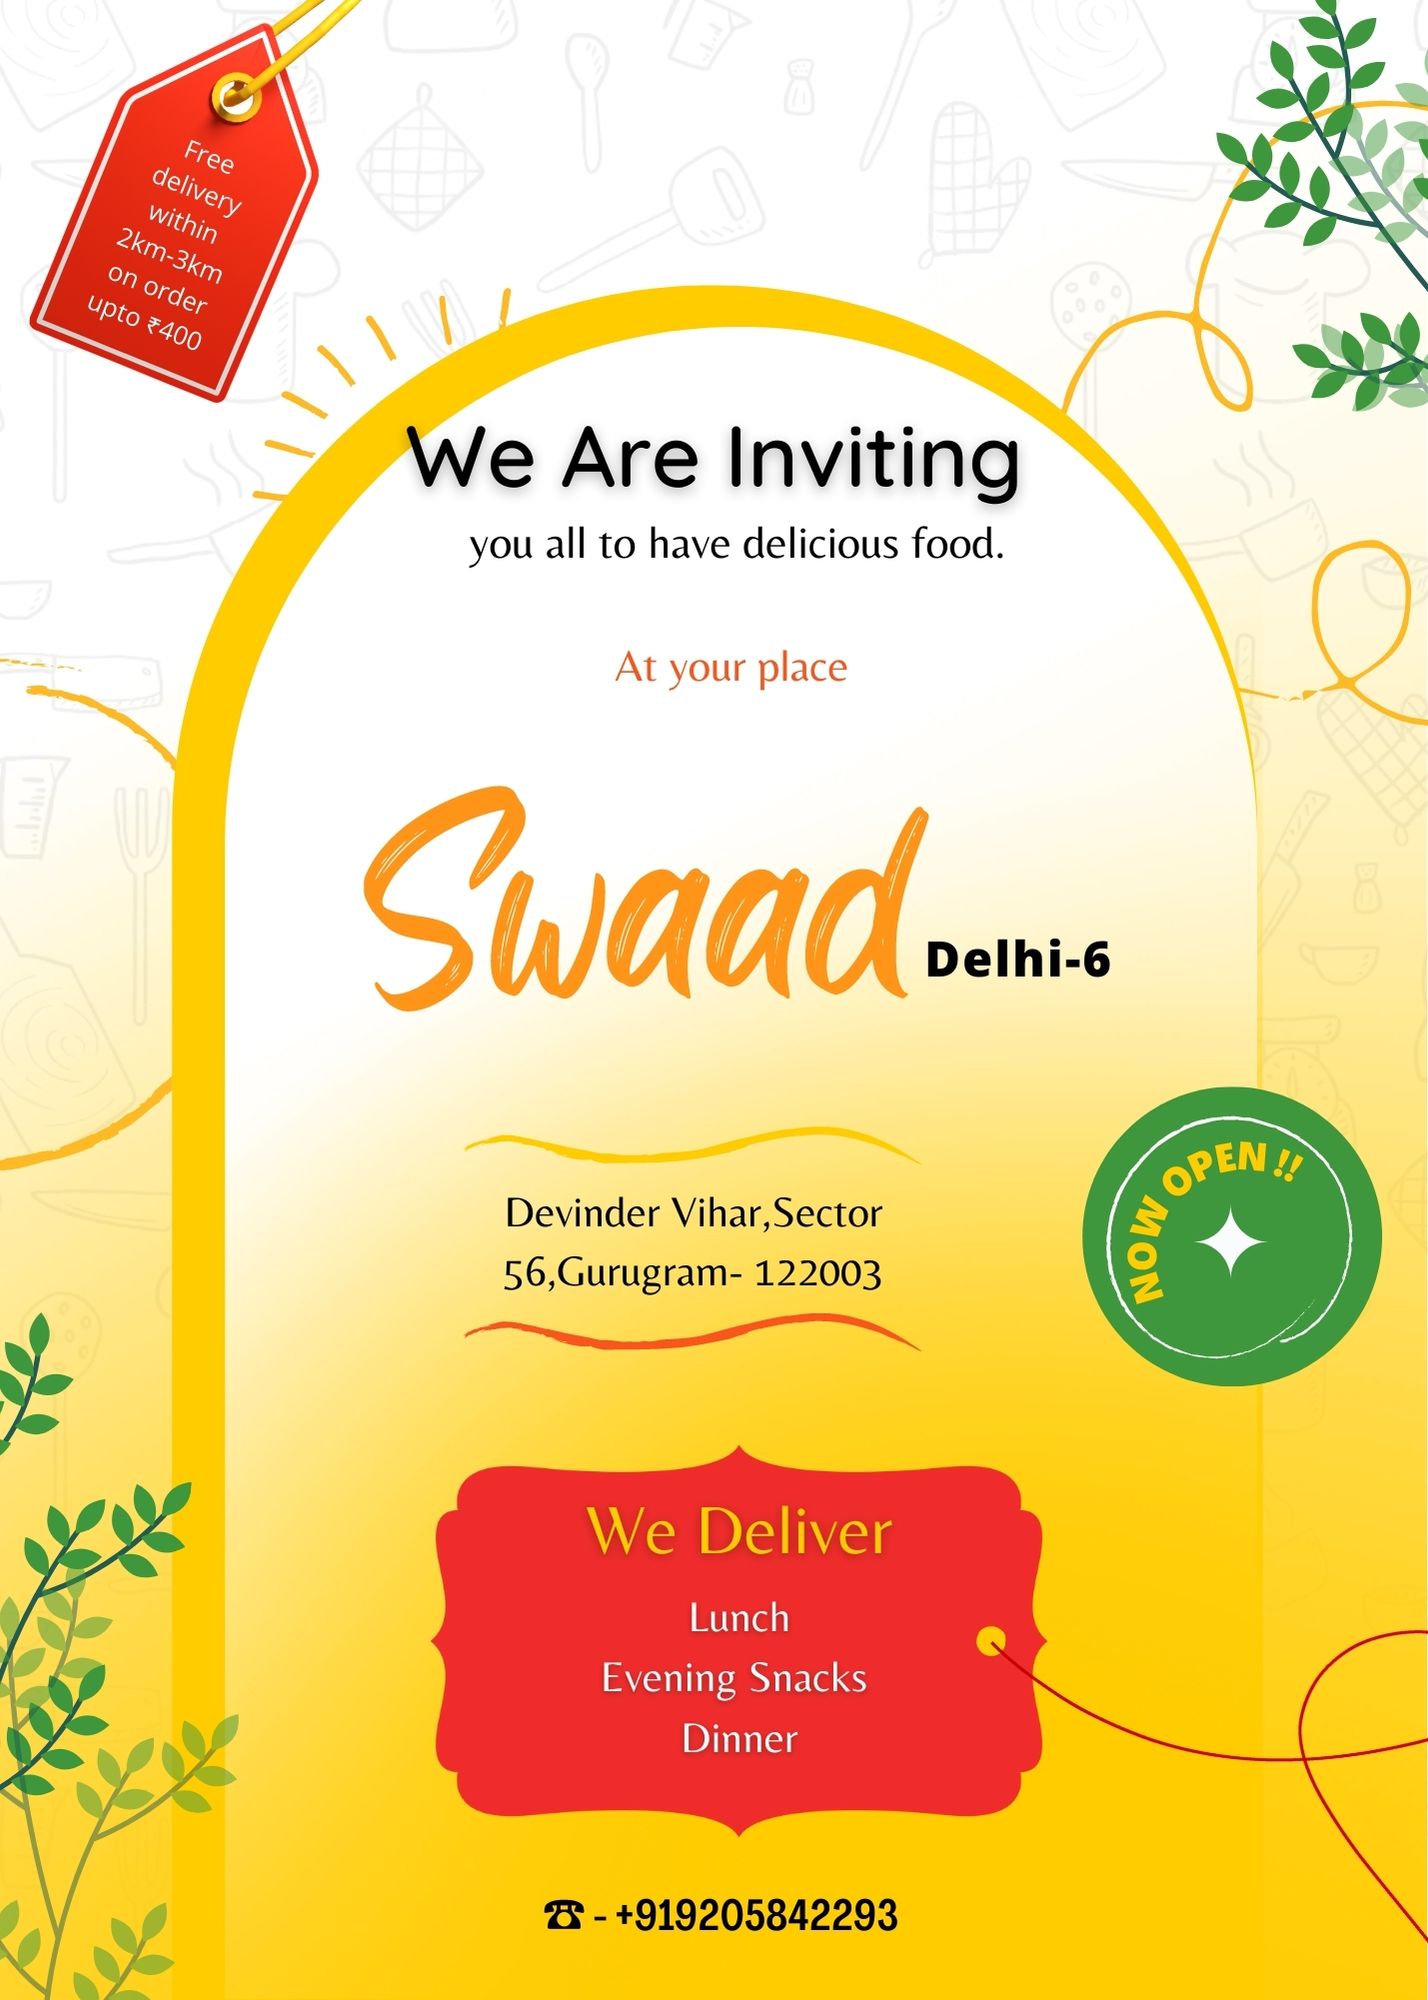 Free
delivery
within
2km-3km
on order
upto ₹400
We Are Inviting
you all to have delicious food.
At your place
Swaad Delhi-6
NOW OPEN !!
Devinder Vihar,Sector
56,Gurugram- 122003
We Deliver
Lunch
Evening Snacks
Dinner
☎ - +919205842293